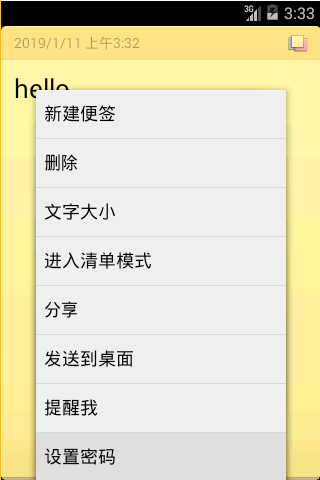 3G 3:33
2019/1/11 上午3:32
hello
新建便签
删除
文字大小
进入清单模式
分享
发送到桌面
提醒我
设置密码